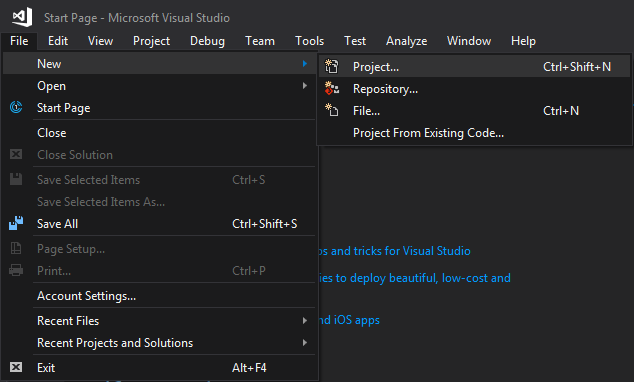 Start Page - Microsoft Visual Studio
File Edit View Project Debug Team Tools Test Analyze Window Help
New
Open
Start Page
Close
Close Solution
Save Selected Items Ctrl+S
Save Selected Items As...
Save All Ctrl+Shift+S
Page Setup...
Print... Ctrl+P
Account Settings...
Recent Files
Recent Projects and Solutions
Exit Alt+F4
Project... Ctrl+Shift+N
Repository...
File... Ctrl+N
Project From Existing Code...
and tricks for Visual Studio
to deploy beautiful, low-cost and
iOS apps